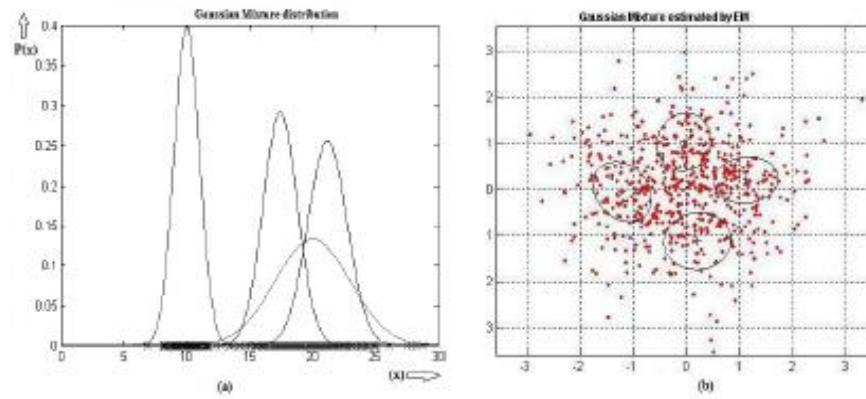 Gaussian Mixture distribution
P(x)
0.4
0.35
0.3
0.25
0.2
0.15
0.1
0.05
0
0 5 10 15 20 25 30
(x)
(a)
Gaussian Mixture estimated by EM
3
2
1
0
1
2
3
-3 -2 -1 0 1 2 3
(b)